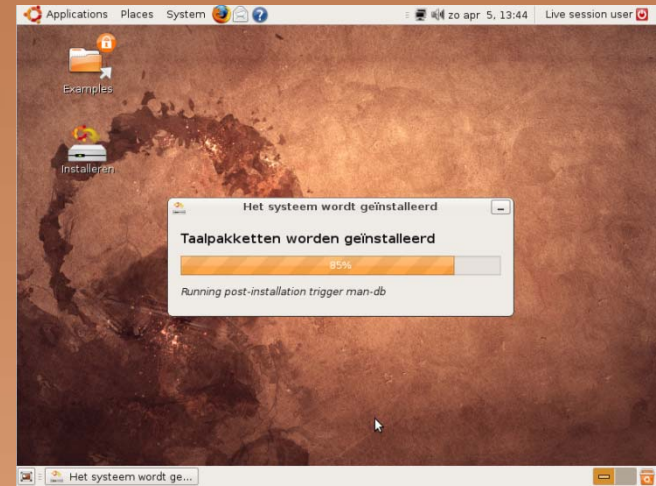 Applications Places System
zo apr 5, 13:44 Live session user
Examples
Installeren
Het systeem wordt geïnstalleerd
Taalpakketten worden geïnstalleerd
85%
Running post-installation trigger man-db
Het systeem wordt ge...